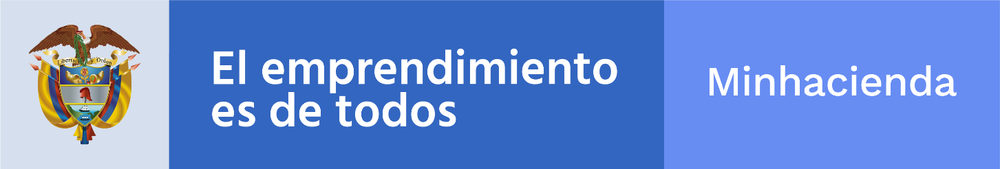 Libertad y Orden
El emprendimiento
es de todos
Minhacienda